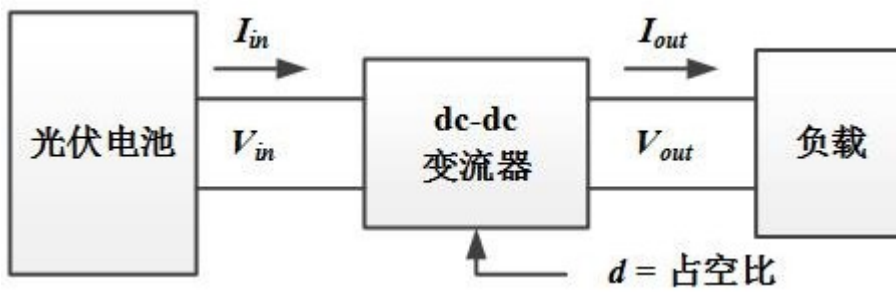 I_in
I_out
光伏电池
V_in
dc-dc
变流器
V_out
负载
d = 占空比